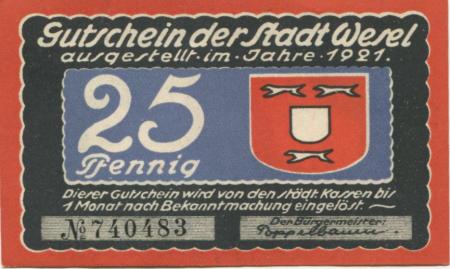 Gutschein der Stadt Wesel
ausgestellt im Jahre 1921.
25
Pfennig
Dieser Gutschein wird von den städt. Kassen bis
1 Monat nach Bekanntmachung eingelöst.
№ 740483
Der Bürgermeister:
Poppelbaum.